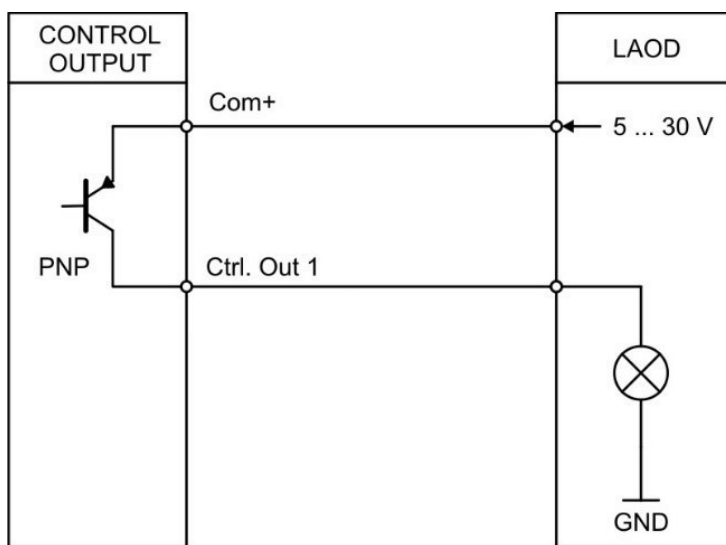 CONTROL
OUTPUT
LAOD
Com+
5 ... 30 V
PNP
Ctrl. Out 1
GND